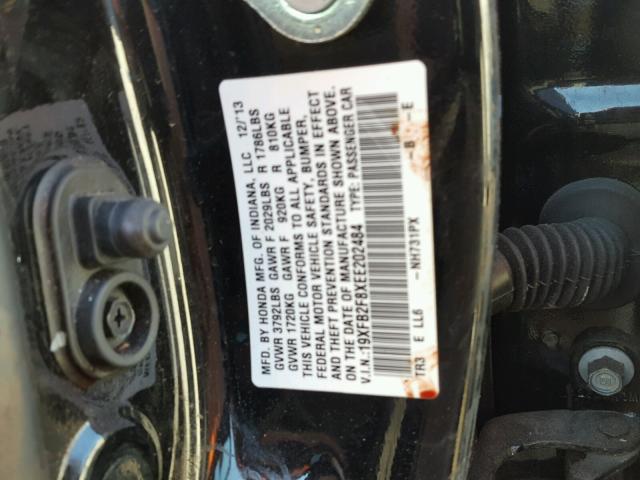 MFD. BY HONDA MFG. OF INDIANA, LLC 12/'13
GVWR 3792LBS GAWR F 2029LBS R 1786LBS
GVWR 1720KG GAWR F 920KG R 810KG
THIS VEHICLE CONFORMS TO ALL APPLICABLE
FEDERAL MOTOR VEHICLE SAFETY, BUMPER,
AND THEFT PREVENTION STANDARDS IN EFFECT
ON THE DATE OF MANUFACTURE SHOWN ABOVE.
V.I.N.:19XFB2F8XEE202484 TYPE: PASSENGER CAR
TR3 E LL6 -NH731PX -B -E